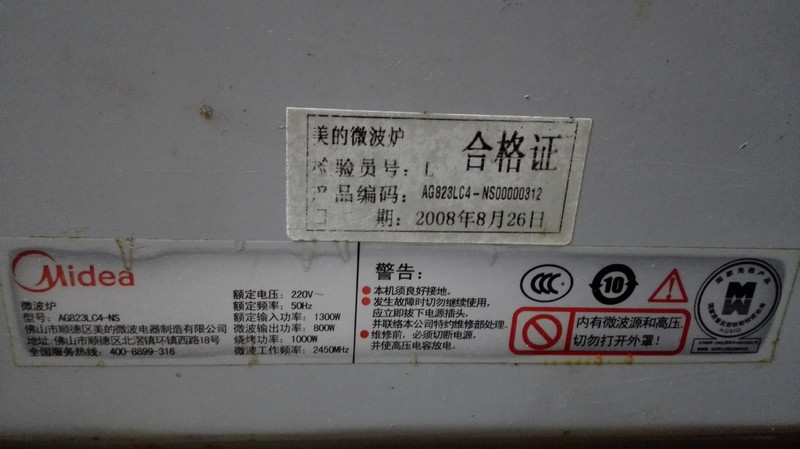 美的微波炉
合格证
检验员号：L
产品编码：AG823LC4-NS00000312
日 期：2008年8月26日
Midea
微波炉
型号：AG823LC4-NS
佛山市顺德区美的微波电器制造有限公司
地址：佛山市顺德区北滘镇环镇西路18号
全国服务热线：400-8899-316
额定电压：220V~
额定频率：50Hz
额定输入功率：1300W
微波输出功率：800W
烧烤功率：1000W
微波工作频率：2450MHz
警告：
本机须良好接地。
发生故障时切勿继续使用，
应立即拔下电源插头，
并联络本公司特约维修部处理。
维修前，必须切断电源，
并使高压电容放电。
CCC
10
内有微波源和高压
切勿打开外罩！
国家免检产品